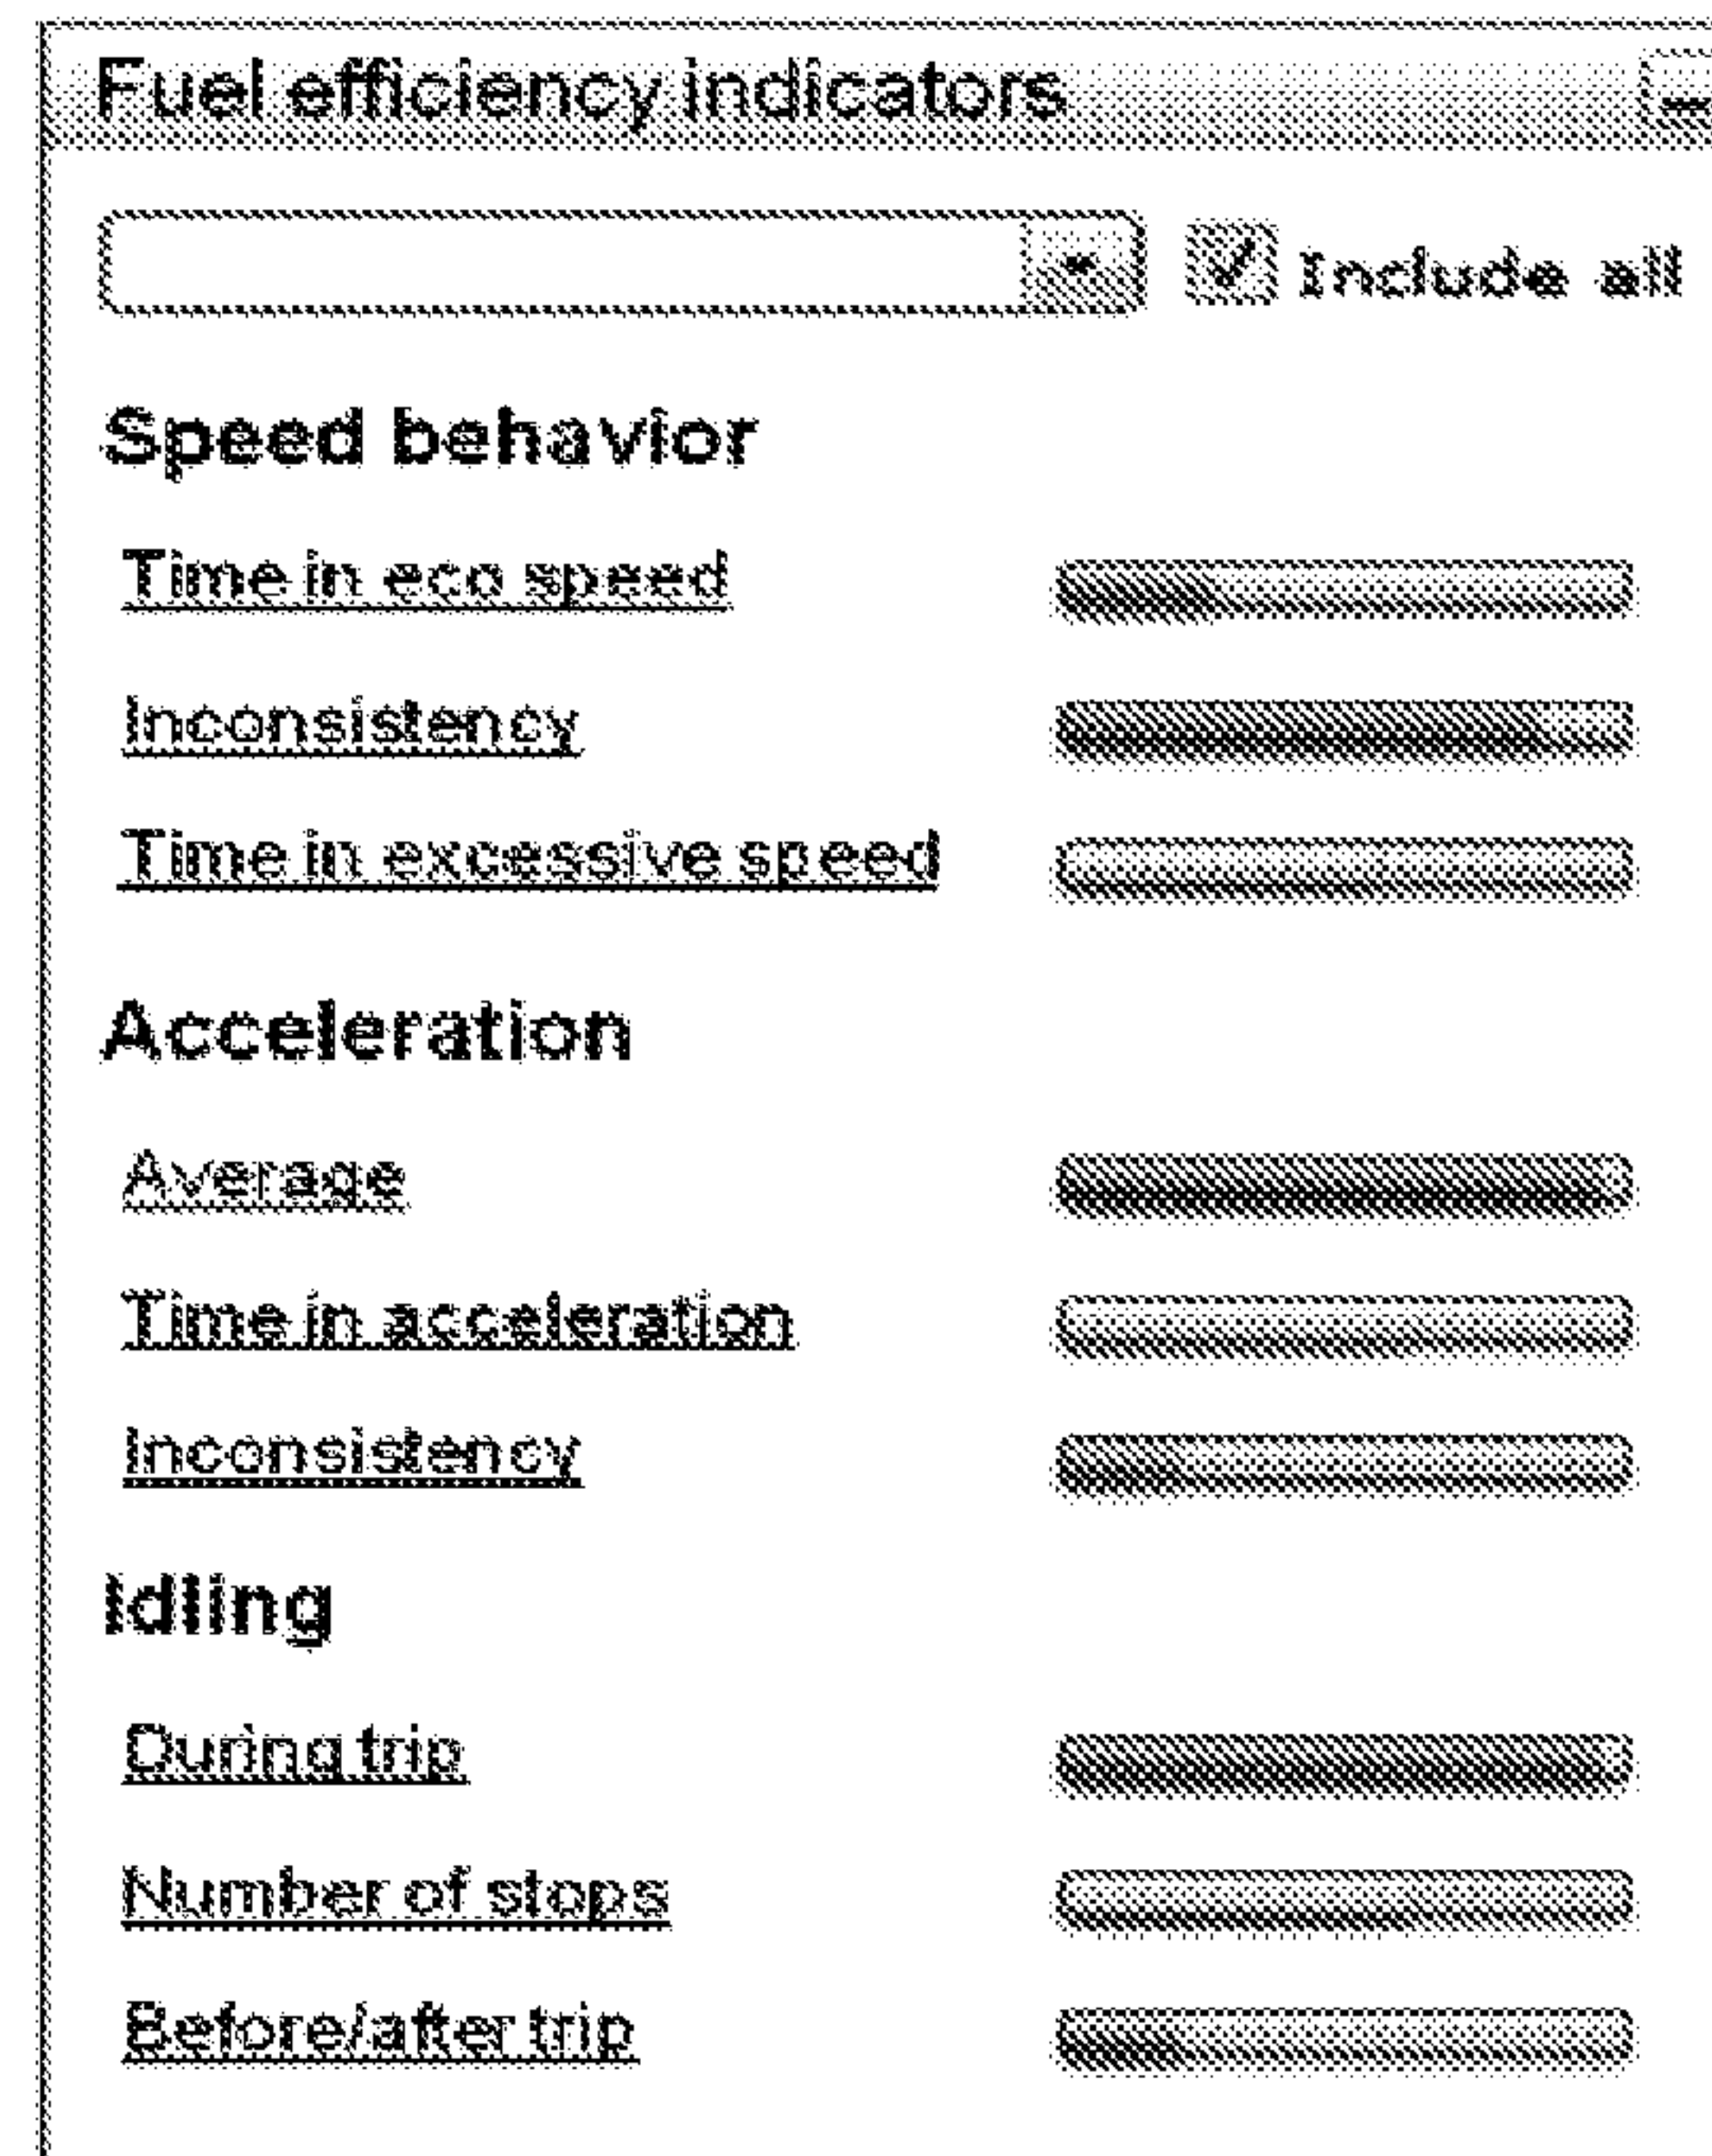 Fuel efficiency indicators
Include all
Speed behavior
Time in eco speed
Inconsistency
Time in excessive speed
Acceleration
Average
Time in acceleration
Inconsistency
Idling
During trip
Number of stops
Before/after trip